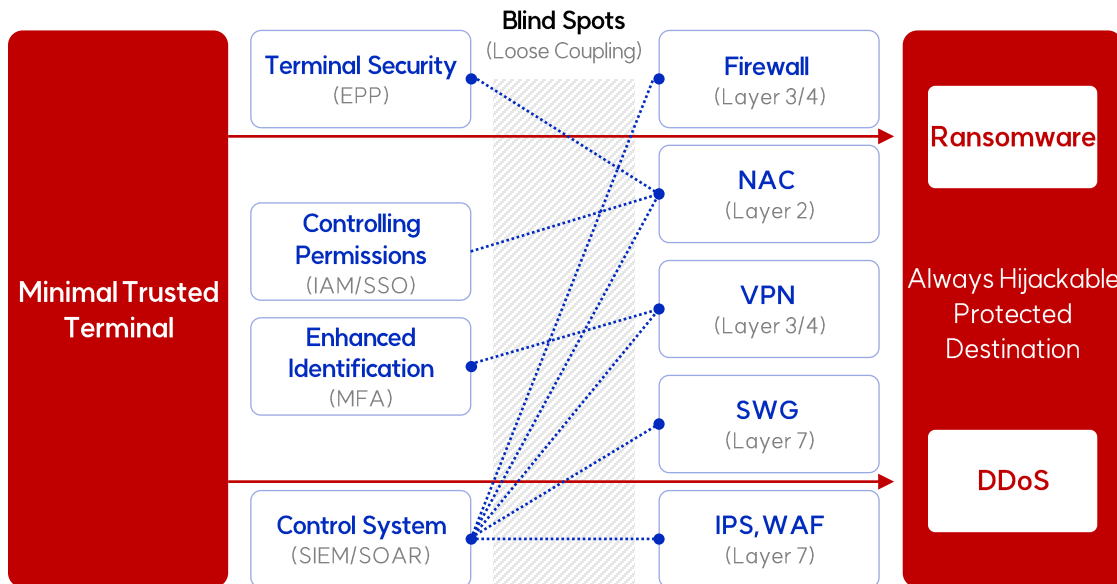 Blind Spots
(Loose Coupling)
Minimal Trusted
Terminal
Terminal Security
(EPP)
Controlling
Permissions
(IAM/SSO)
Enhanced
Identification
(MFA)
Control System
(SIEM/SOAR)
Firewall
(Layer 3/4)
NAC
(Layer 2)
VPN
(Layer 3/4)
SWG
(Layer 7)
IPS, WAF
(Layer 7)
Ransomware
Always Hijackable
Protected
Destination
DDoS